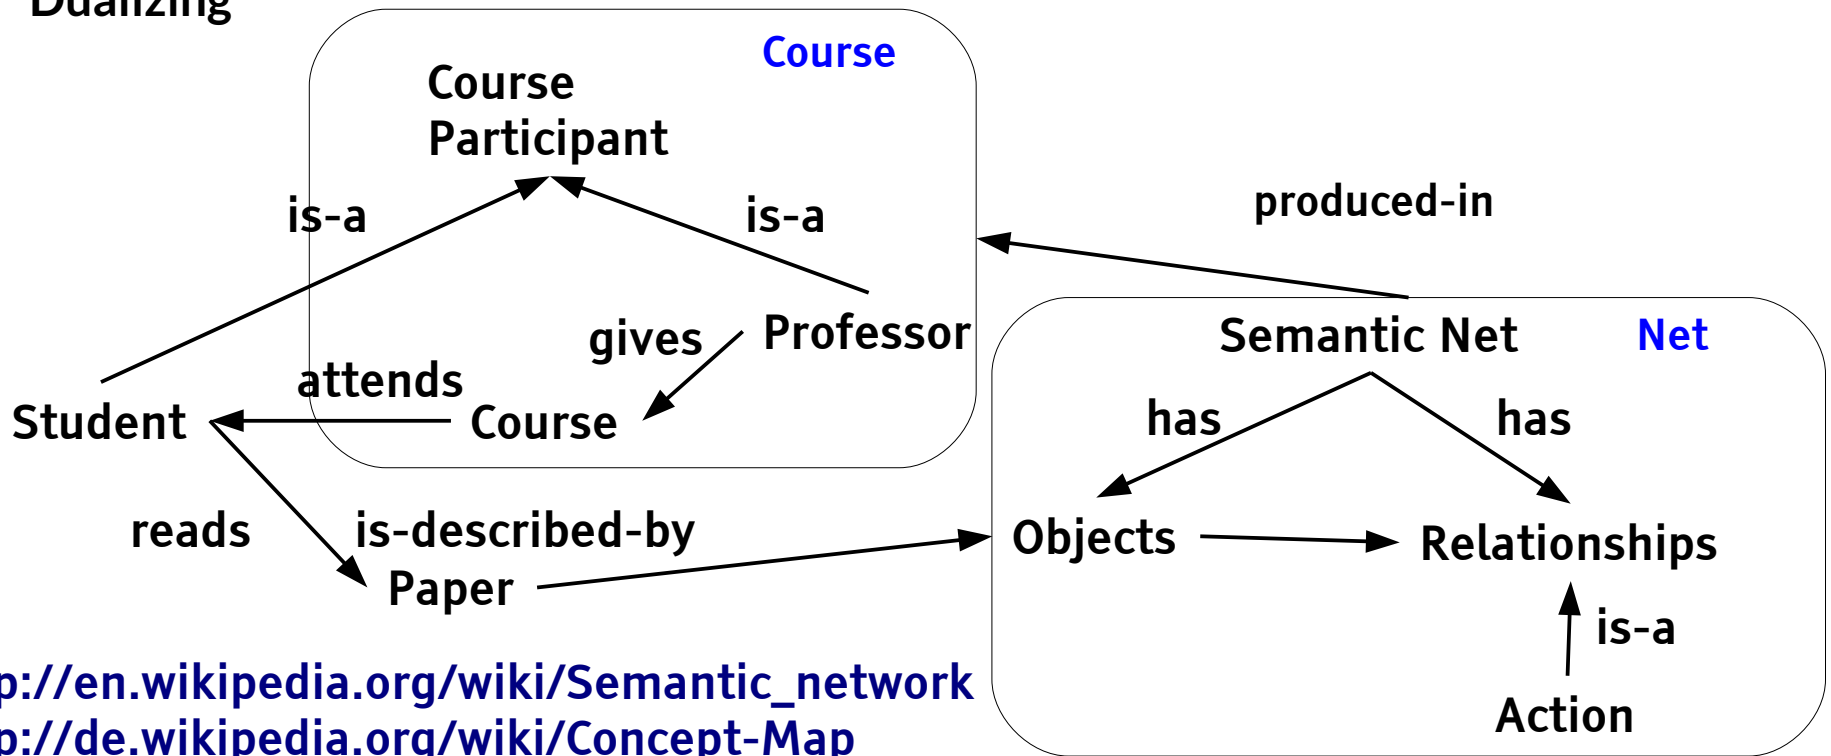 Dualizing
Course
Course
Participant
is-a
is-a
produced-in
gives
Professor
Semantic Net
Net
attends
Student
Course
has
has
reads
is-described-by
Objects
Relationships
Paper
is-a
p://en.wikipedia.org/wiki/Semantic_network
Action
p://de.wikipedia.org/wiki/Concept-Map